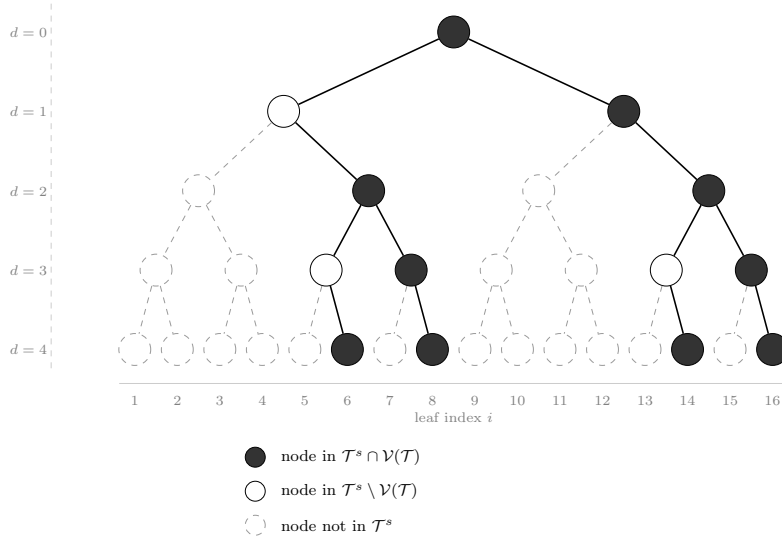 d = 0
d = 1
d = 2
d = 3
d = 4
1 2 3 4 5 6 7 8 9 10 11 12 13 14 15 16
leaf index i
node in 𝒯ˢ ∩ 𝒱(𝒯)
node in 𝒯ˢ \ 𝒱(𝒯)
node not in 𝒯ˢ